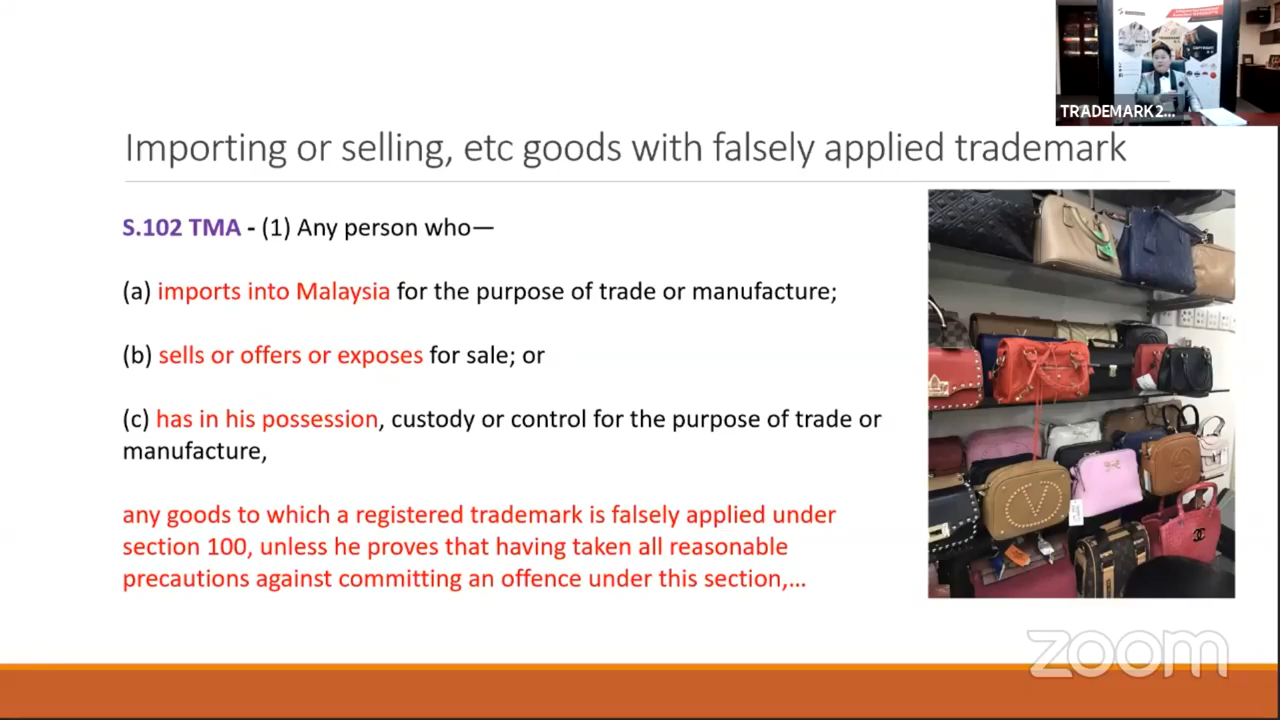 TRADEMARK 2...
Importing or selling, etc goods with falsely applied trademark
S.102 TMA - (1) Any person who—
(a) imports into Malaysia for the purpose of trade or manufacture;
(b) sells or offers or exposes for sale; or
(c) has in his possession, custody or control for the purpose of trade or
manufacture,
any goods to which a registered trademark is falsely applied under
section 100, unless he proves that having taken all reasonable
precautions against committing an offence under this section,...
zoom